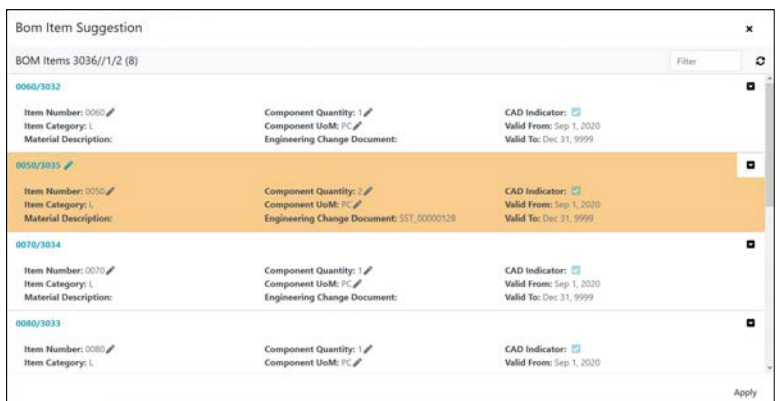 Bom Item Suggestion
BOM Items 3036//1/2 (8)
Filter
0060/3032
Item Number: 0060 Component Quantity: 1 CAD Indicator:
Item Category: L Component UoM: PC Valid From: Sep 1, 2020
Material Description: Engineering Change Document: Valid To: Dec 31, 9999
0050/3035
Item Number: 0050 Component Quantity: 2 CAD Indicator:
Item Category: L Component UoM: PC Valid From: Sep 1, 2020
Material Description: Engineering Change Document: SST_00000128 Valid To: Dec 31, 9999
0070/3034
Item Number: 0070 Component Quantity: 1 CAD Indicator:
Item Category: L Component UoM: PC Valid From: Sep 1, 2020
Material Description: Engineering Change Document: Valid To: Dec 31, 9999
0080/3033
Item Number: 0080 Component Quantity: 1 CAD Indicator:
Item Category: L Component UoM: PC Valid From: Sep 1, 2020
Apply